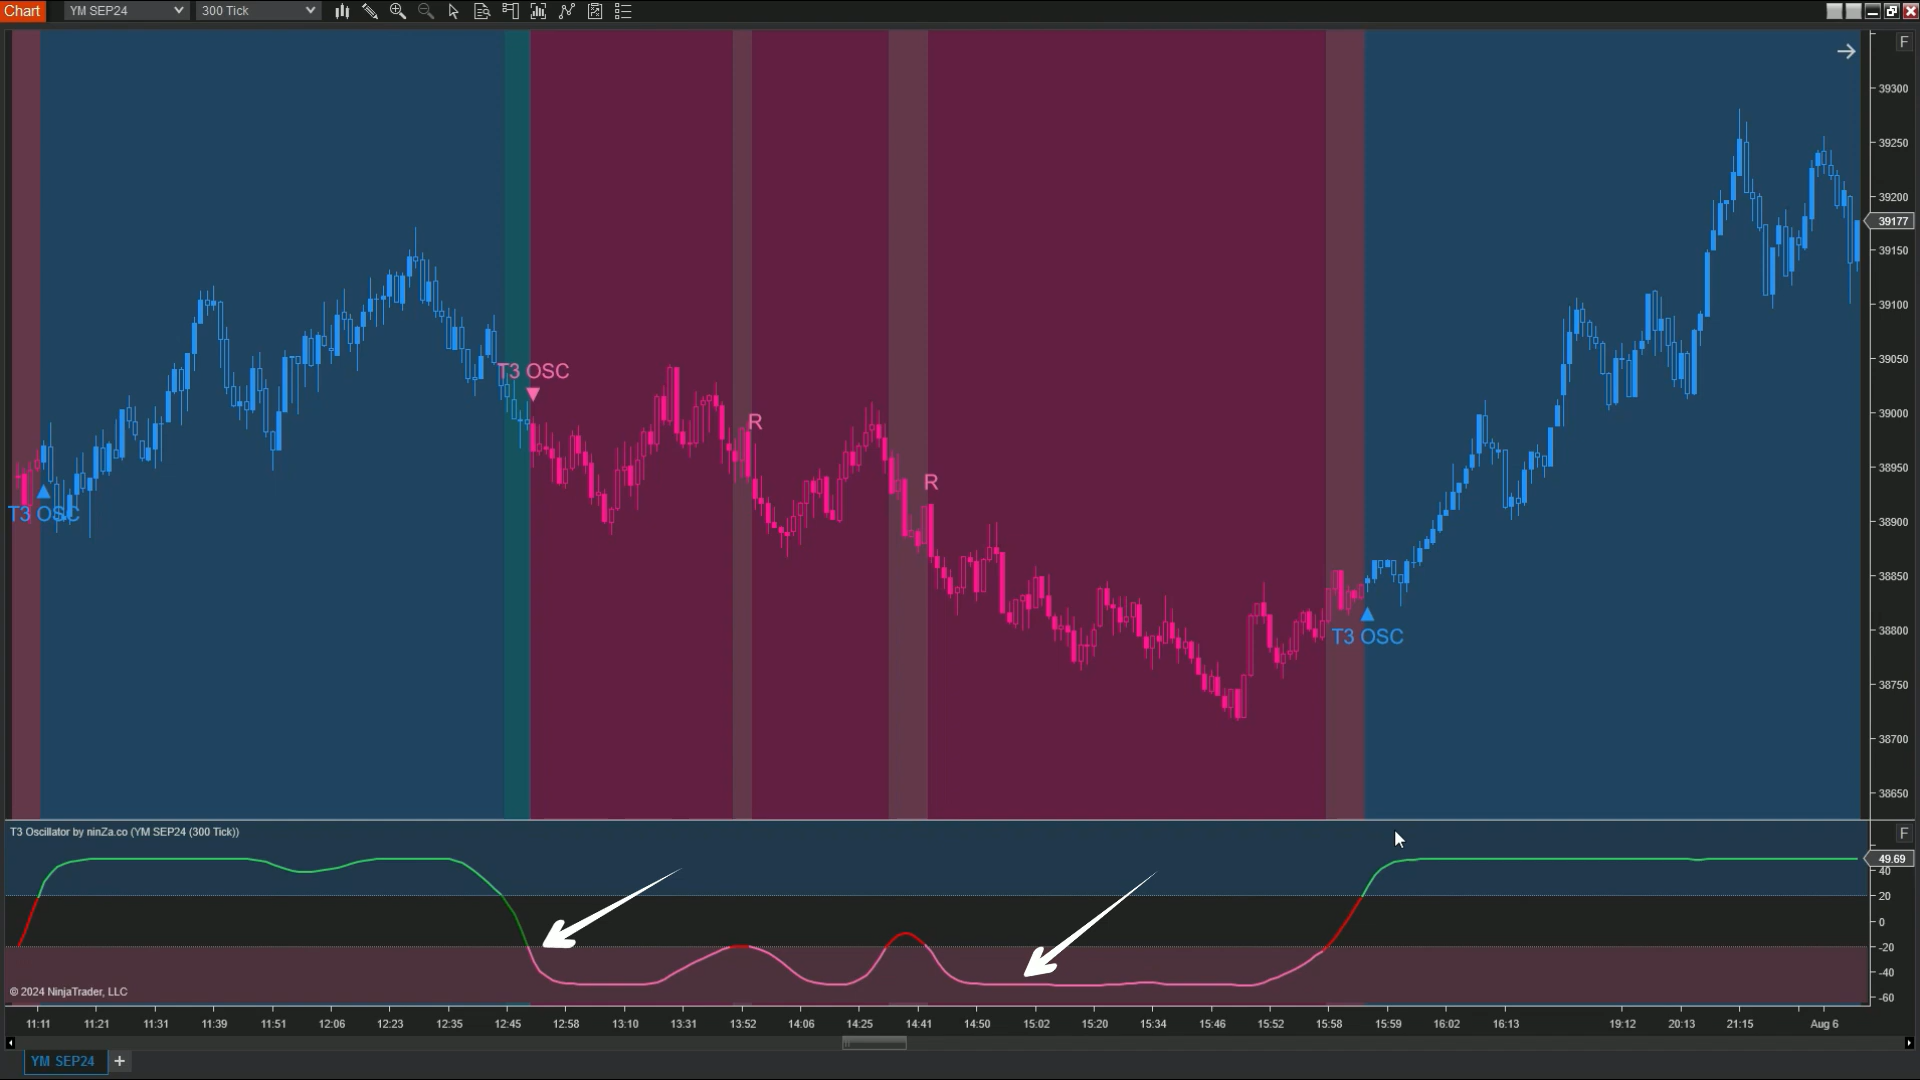 Chart
YM SEP24
300 Tick
F
39300
39250
39200
39177
39150
39100
39050
39000
38950
38900
38850
38800
38750
38700
38650
T3 OSC
R
R
T3 OSC
T3 OSC
T3 Oscillator by ninZa.co (YM SEP24 (300 Tick))
F
49.69
40
20
0
-20
-40
-60
© 2024 NinjaTrader, LLC
11:11 11:21 11:31 11:39 11:51 12:06 12:23 12:35 12:45 12:58 13:10 13:31 13:52 14:06 14:25 14:41 14:50 15:02 15:20 15:34 15:46 15:52 15:58 15:59 16:02 16:13 19:12 20:13 21:15 Aug 6
YM SEP24 +